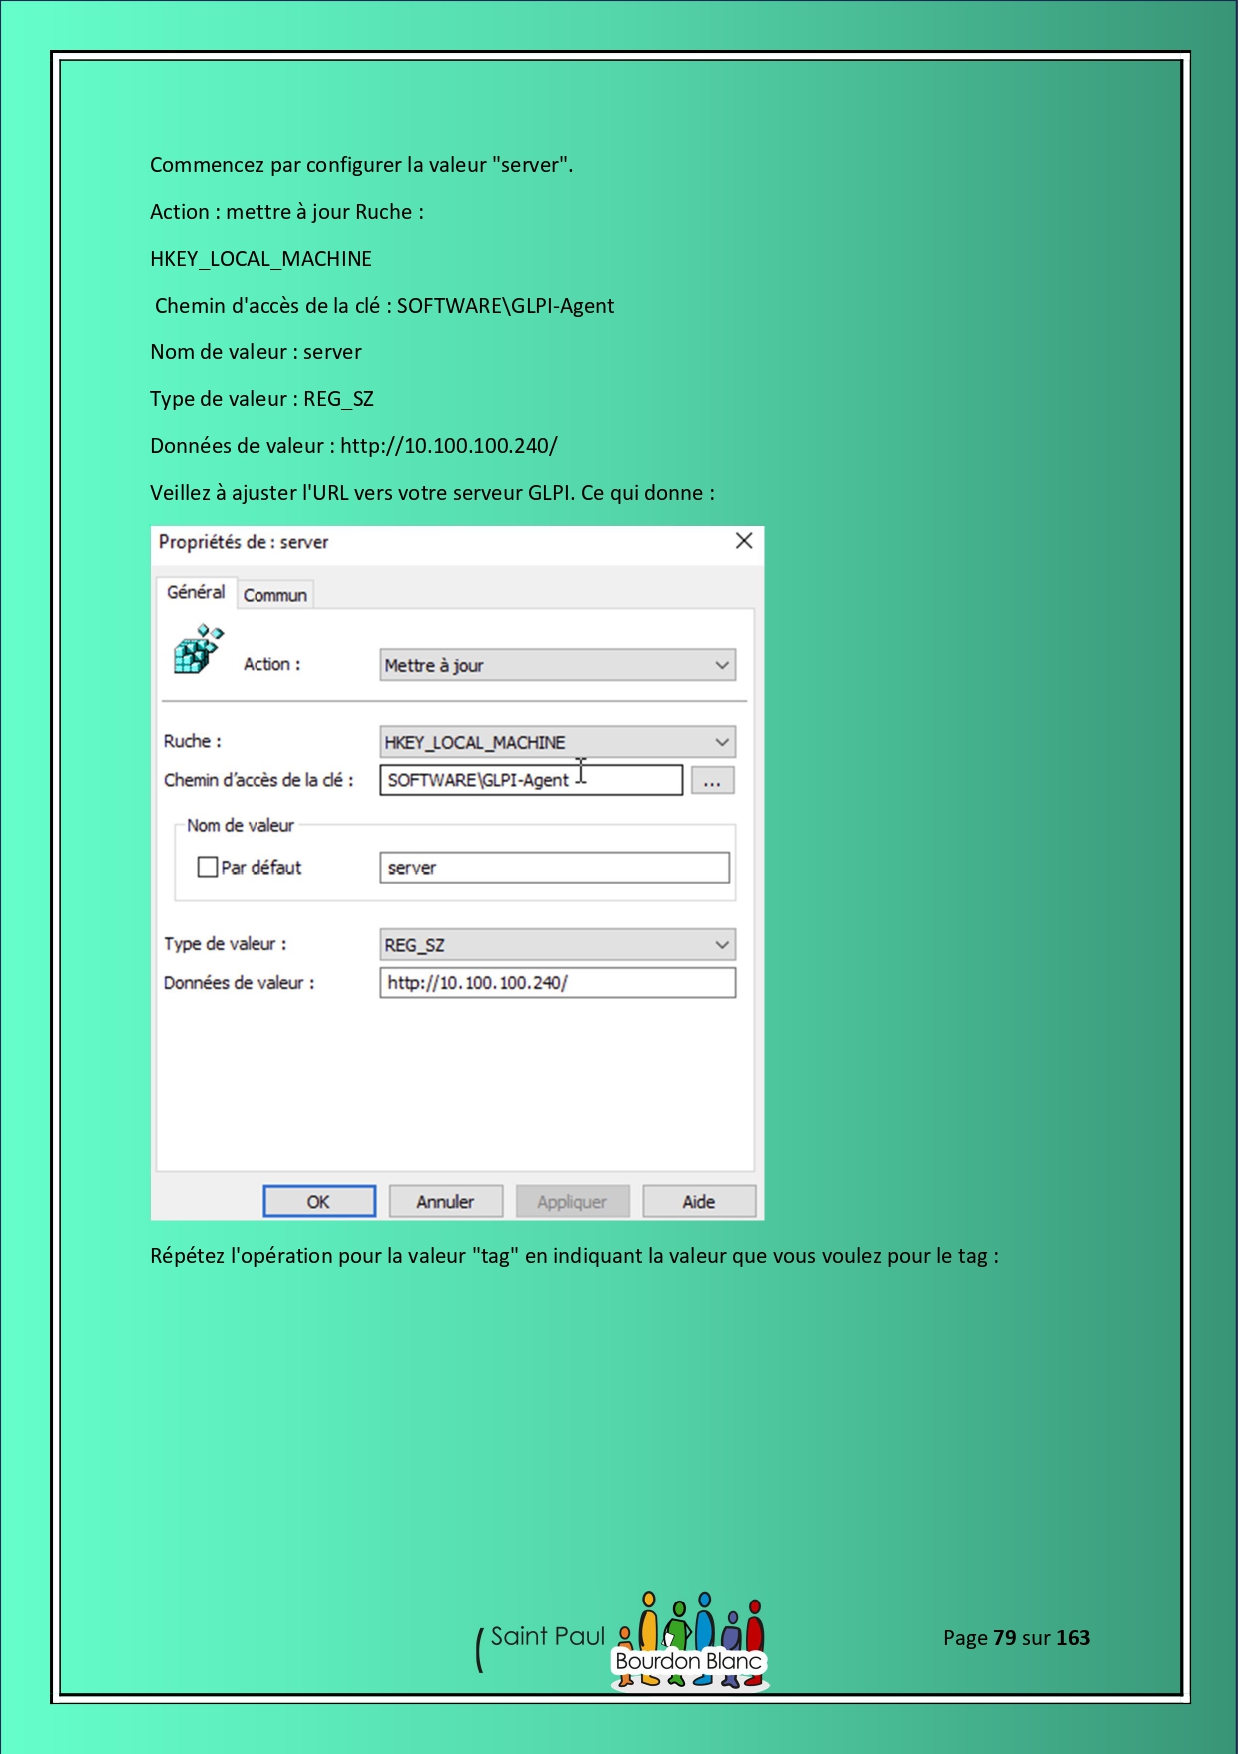 Commencez par configurer la valeur "server".
Action : mettre à jour Ruche :
HKEY_LOCAL_MACHINE
Chemin d'accès de la clé : SOFTWARE\GLPI-Agent
Nom de valeur : server
Type de valeur : REG_SZ
Données de valeur : http://10.100.100.240/
Veillez à ajuster l'URL vers votre serveur GLPI. Ce qui donne :
Propriétés de : server
Général Commun
Action : Mettre à jour
Ruche : HKEY_LOCAL_MACHINE
Chemin d'accès de la clé : SOFTWARE\GLPI-Agent ...
Nom de valeur
Par défaut server
Type de valeur : REG_SZ
Données de valeur : http://10.100.100.240/
OK Annuler Appliquer Aide
Répétez l'opération pour la valeur "tag" en indiquant la valeur que vous voulez pour le tag :
Saint Paul
Bourdon Blanc
Page 79 sur 163